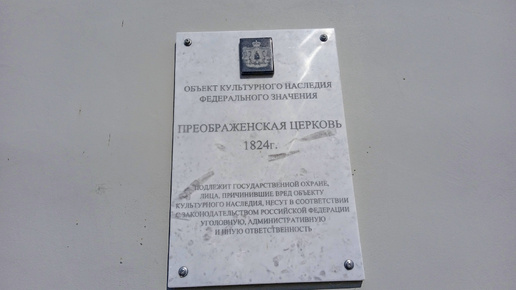 ОБЪЕКТ КУЛЬТУРНОГО НАСЛЕДИЯ
ФЕДЕРАЛЬНОГО ЗНАЧЕНИЯ
ПРЕОБРАЖЕНСКАЯ ЦЕРКОВЬ
1824г.
ПОДЛЕЖИТ ГОСУДАРСТВЕННОЙ ОХРАНЕ,
ЛИЦА, ПРИЧИНИВШИЕ ВРЕД ОБЪЕКТУ
КУЛЬТУРНОГО НАСЛЕДИЯ, НЕСУТ В СООТВЕТСТВИИ
С ЗАКОНОДАТЕЛЬСТВОМ РОССИЙСКОЙ ФЕДЕРАЦИИ
УГОЛОВНУЮ, АДМИНИСТРАТИВНУЮ
И ИНУЮ ОТВЕТСТВЕННОСТЬ